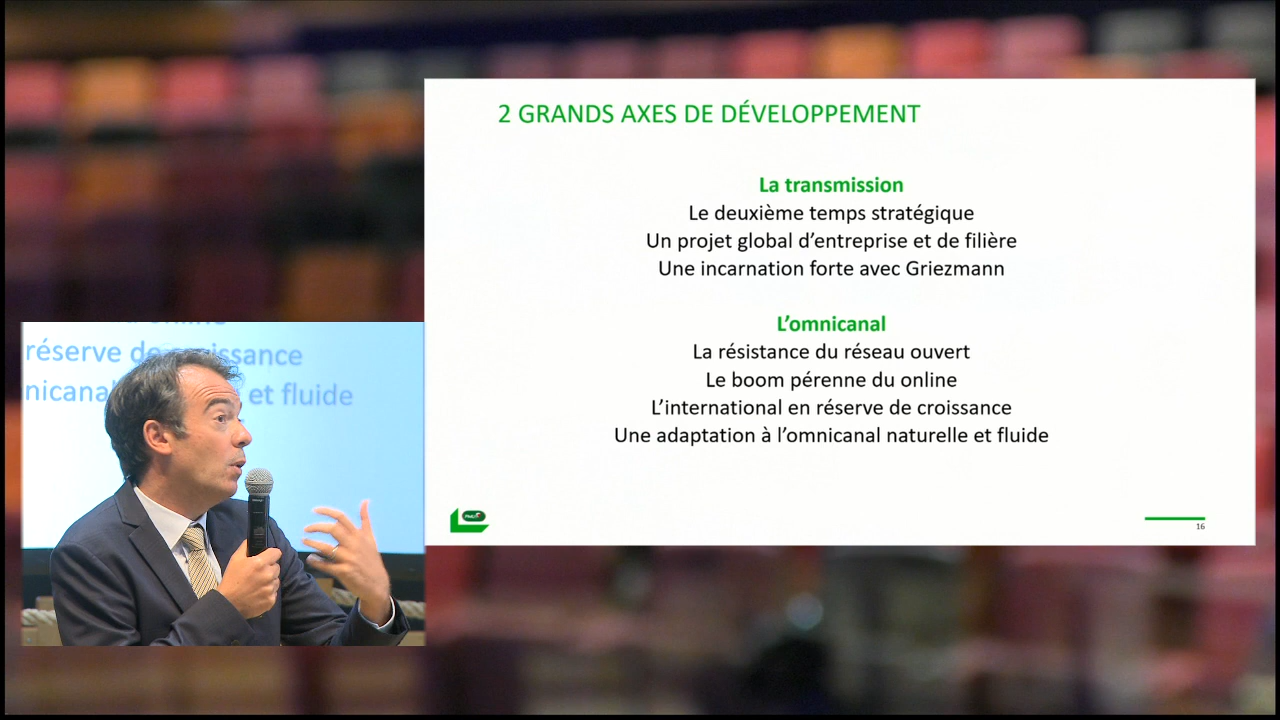 2 GRANDS AXES DE DÉVELOPPEMENT
La transmission
Le deuxième temps stratégique
Un projet global d'entreprise et de filière
Une incarnation forte avec Griezmann
L'omnicanal
La résistance du réseau ouvert
Le boom pérenne du online
L'international en réserve de croissance
Une adaptation à l'omnicanal naturelle et fluide
16
réserve de
et fluide